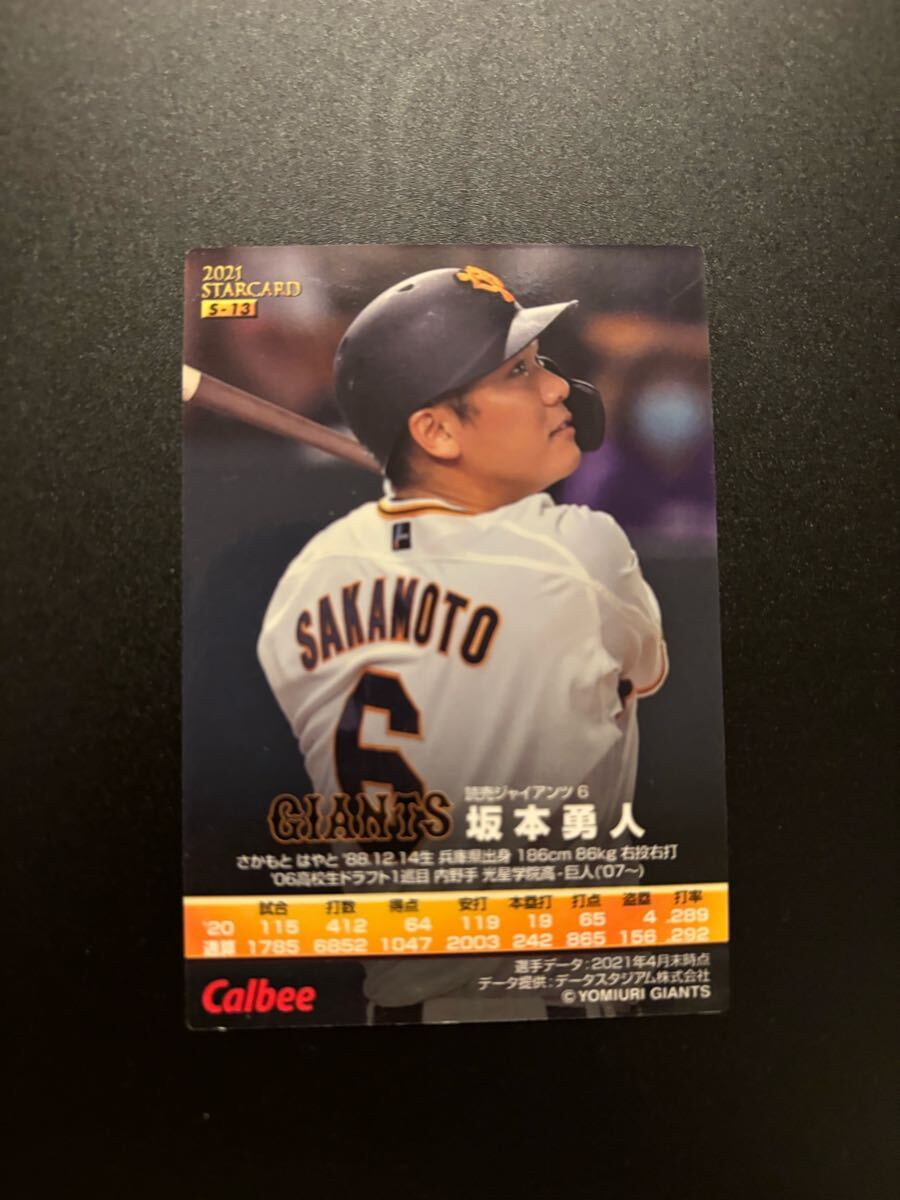 2021
STARCARD
S-13
SAKAMOTO
6
GIANTS
読売ジャイアンツ 6
坂本勇人
さかもと はやと '88.12.14生 兵庫県出身 186cm 86kg 右投右打
'06高校生ドラフト1巡目 内野手 光星学院高-巨人('07〜)
試合 打数 得点 安打 本塁打 打点 盗塁 打率
'20 115 412 64 119 19 65 4 .289
通算 1785 6852 1047 2003 242 865 156 .292
選手データ:2021年4月末時点
データ提供:データスタジアム株式会社
Calbee
©YOMIURI GIANTS